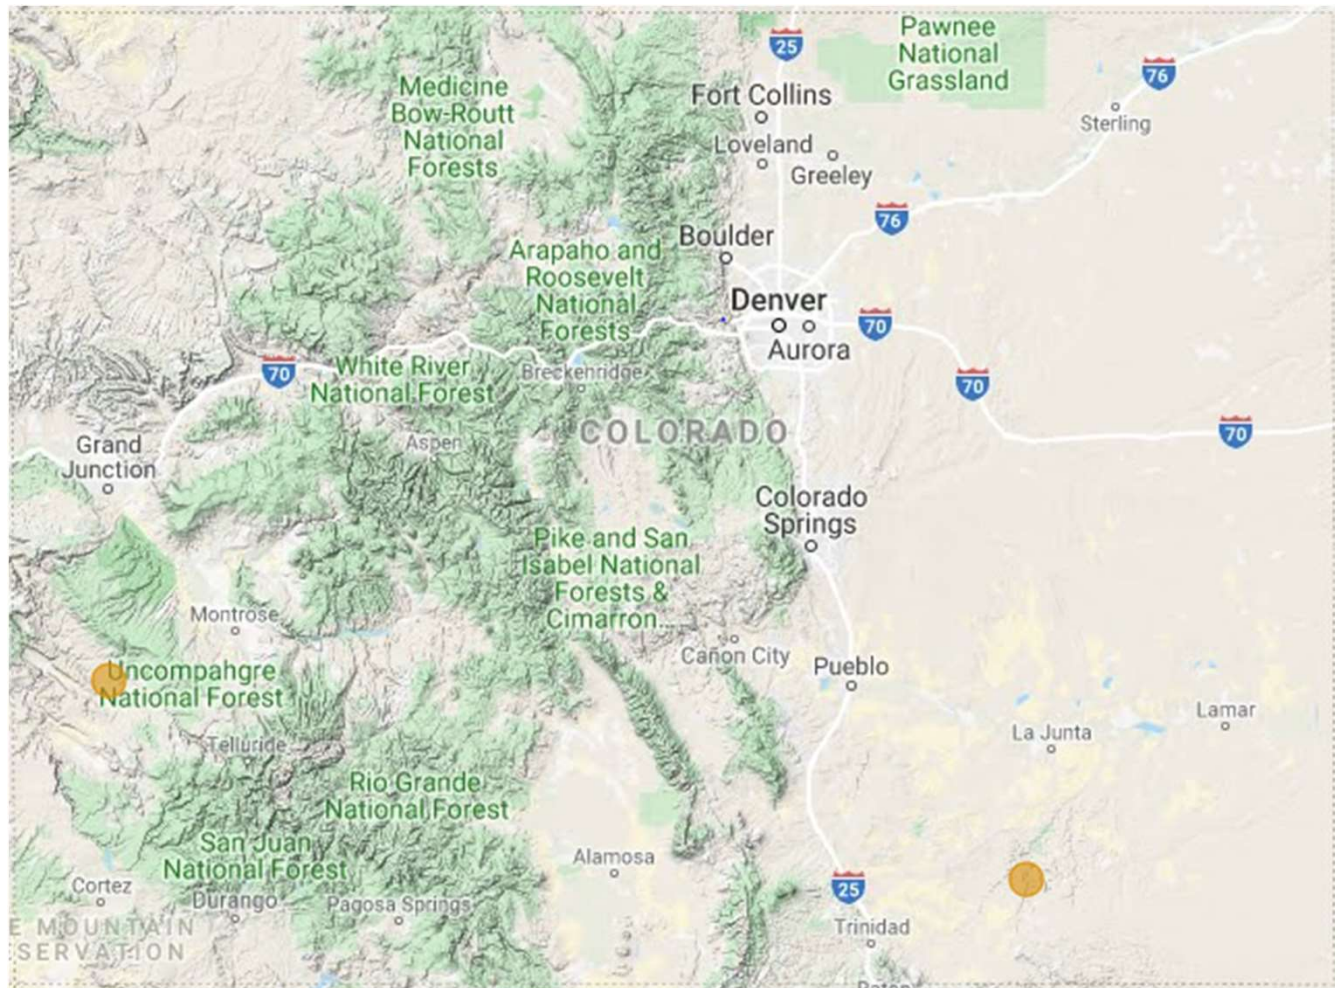 Pawnee
National
Grassland
25
76
Medicine
Bow-Routt
National
Forests
Fort Collins
Sterling
Loveland
Greeley
76
Boulder
Arapaho and
Roosevelt
National
Forests
Denver
70
Aurora
70
White River
National Forest
Breckenridge
70
COLORADO
70
Aspen
Grand
Junction
Colorado
Springs
Pike and San
Isabel National
Forests &
Cimarron...
Montrose
Cañon City
Pueblo
Uncompahgre
National Forest
Lamar
La Junta
Telluride
Rio Grande
National Forest
San Juan
National Forest
Alamosa
Cortez
Durango
Pagosa Springs
25
E MOUNTAIN
SERVATION
Trinidad